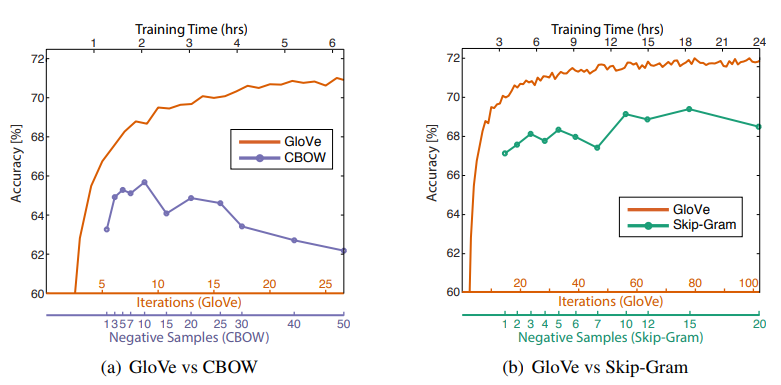 Training Time (hrs)
1 2 3 4 5 6
72
70
68
66
64
62
60
Accuracy [%]
GloVe
CBOW
5 10 15 20 25
Iterations (GloVe)
1 3 5 7 10 15 20 25 30 40 50
Negative Samples (CBOW)
(a) GloVe vs CBOW
Training Time (hrs)
3 6 9 12 15 18 21 24
72
70
68
66
64
62
60
Accuracy [%]
GloVe
Skip-Gram
20 40 60 80 100
Iterations (GloVe)
1 2 3 4 5 6 7 10 12 15 20
Negative Samples (Skip-Gram)
(b) GloVe vs Skip-Gram